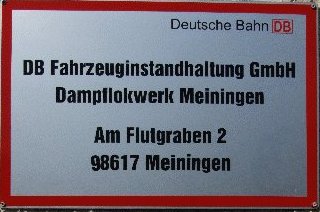 Deutsche Bahn DB
DB Fahrzeuginstandhaltung GmbH
Dampflokwerk Meiningen
Am Flutgraben 2
98617 Meiningen